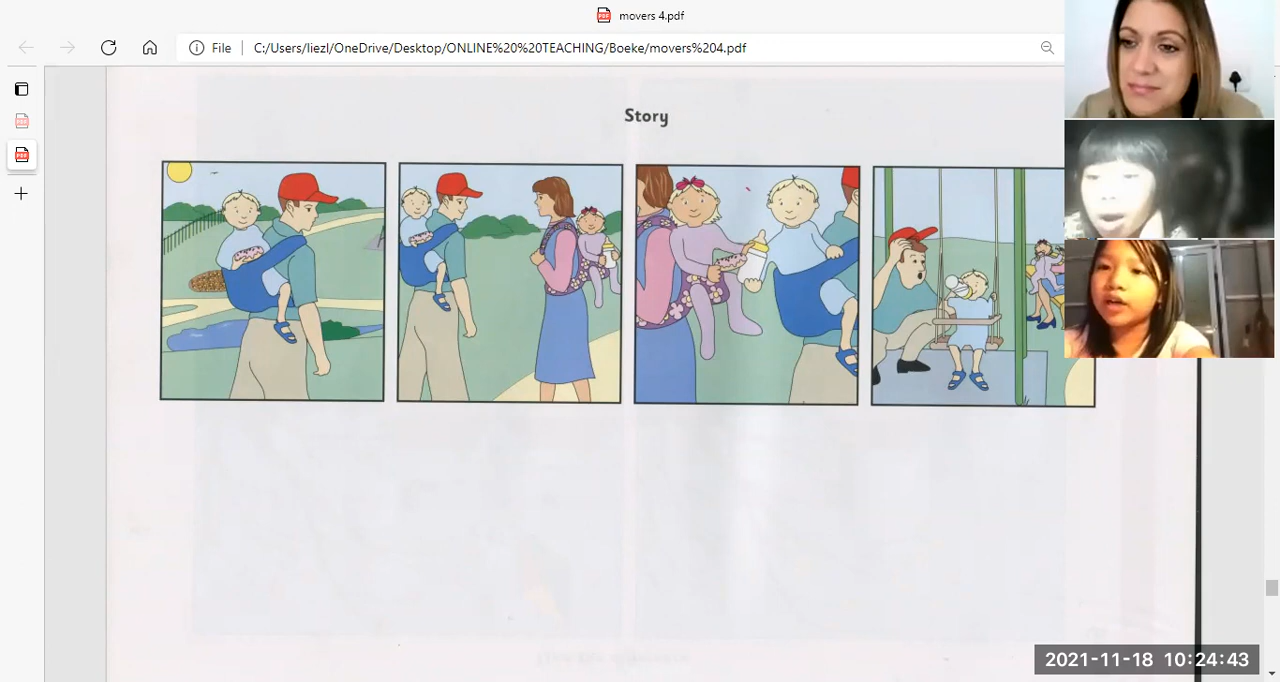 movers 4.pdf
File
C:/Users/liezl/OneDrive/Desktop/ONLINE%20%20TEACHING/Boeke/movers%204.pdf
Story
2021-11-18 10:24:43